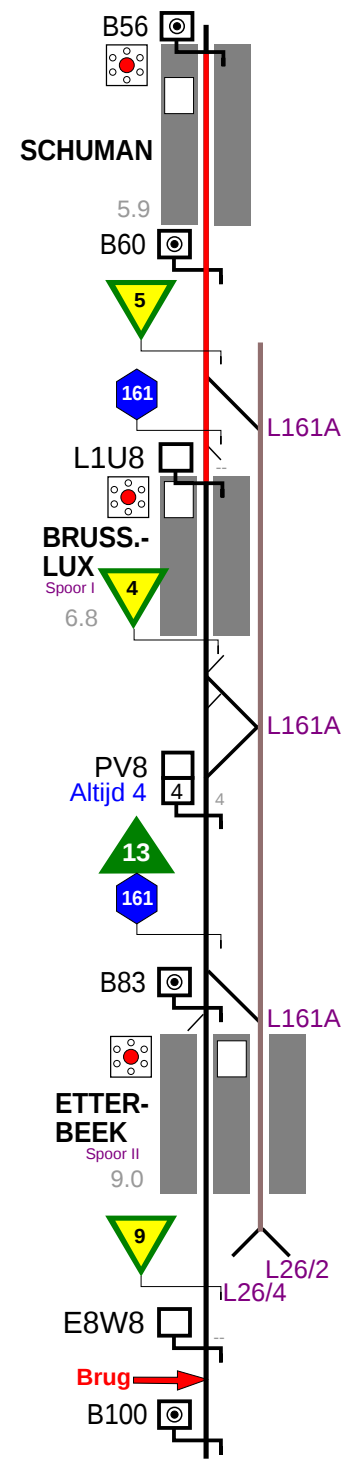 B56
SCHUMAN
5.9
B60
5
161
L161A
L1U8
--
BRUSS.-
LUX
Spoor I
4
6.8
L161A
PV8
Altijd 4
4
4
13
161
B83
L161A
ETTER-
BEEK
Spoor II
9.0
9
L26/2
L26/4
E8W8
--
Brug
B100